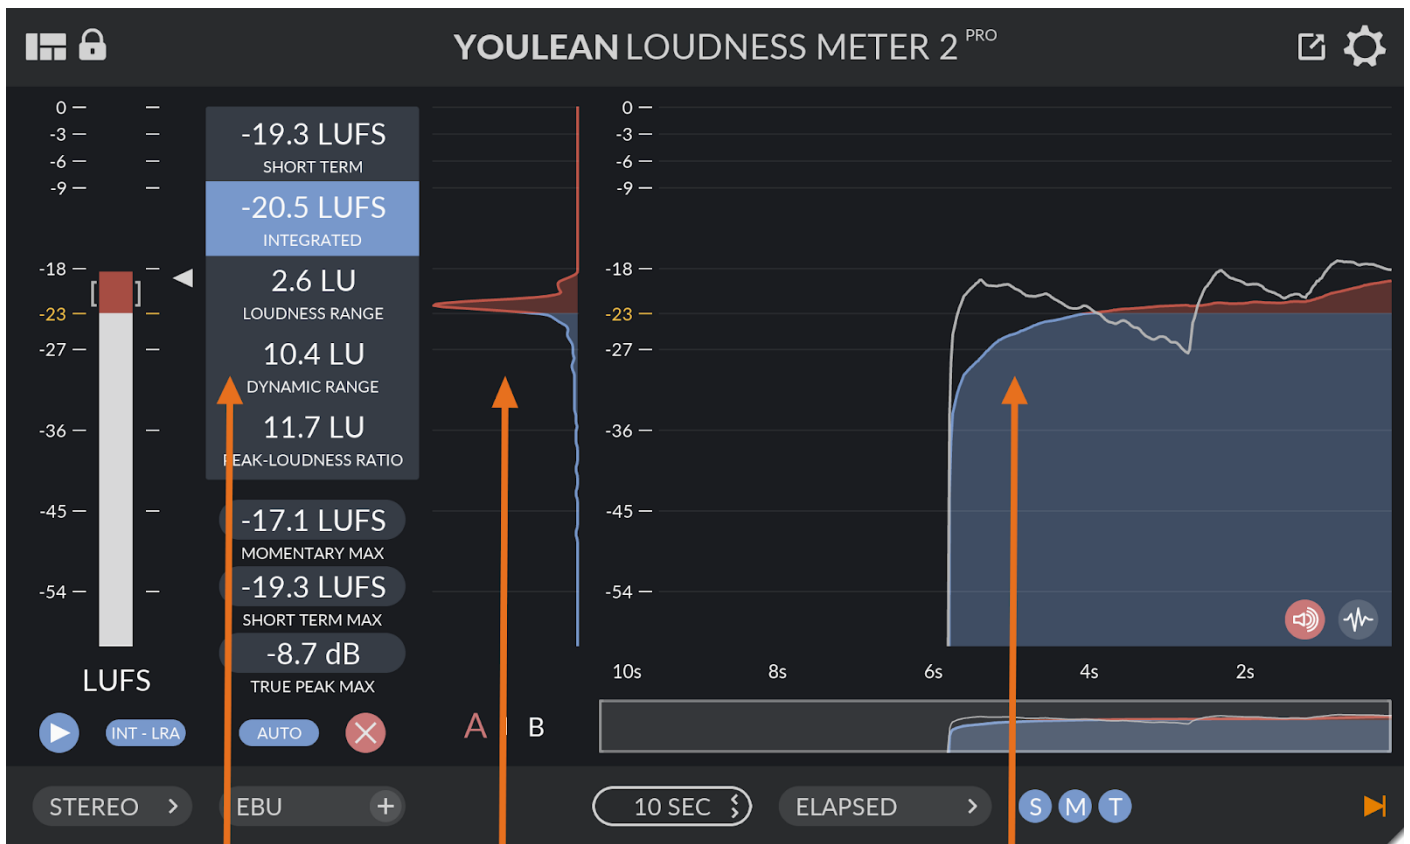 YOULEAN LOUDNESS METER 2 PRO
0
-3
-6
-9
-18
-23
-27
-36
-45
-54
LUFS
INT - LRA
-19.3 LUFS
SHORT TERM
-20.5 LUFS
INTEGRATED
2.6 LU
LOUDNESS RANGE
10.4 LU
DYNAMIC RANGE
11.7 LU
PEAK-LOUDNESS RATIO
-17.1 LUFS
MOMENTARY MAX
-19.3 LUFS
SHORT TERM MAX
-8.7 dB
TRUE PEAK MAX
AUTO
A B
0
-3
-6
-9
-18
-23
-27
-36
-45
-54
10s 8s 6s 4s 2s
STEREO EBU 10 SEC ELAPSED S M T